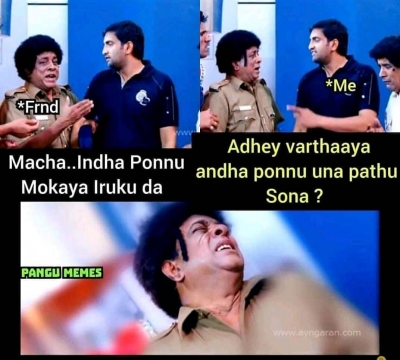 *Frnd
www.
*Me
Macha..Indha Ponnu
Mokaya Iruku da
Adhey varthaaya
andha ponnu una pathu
Sona ?
PANGU MEMES
www.ayngaran.com